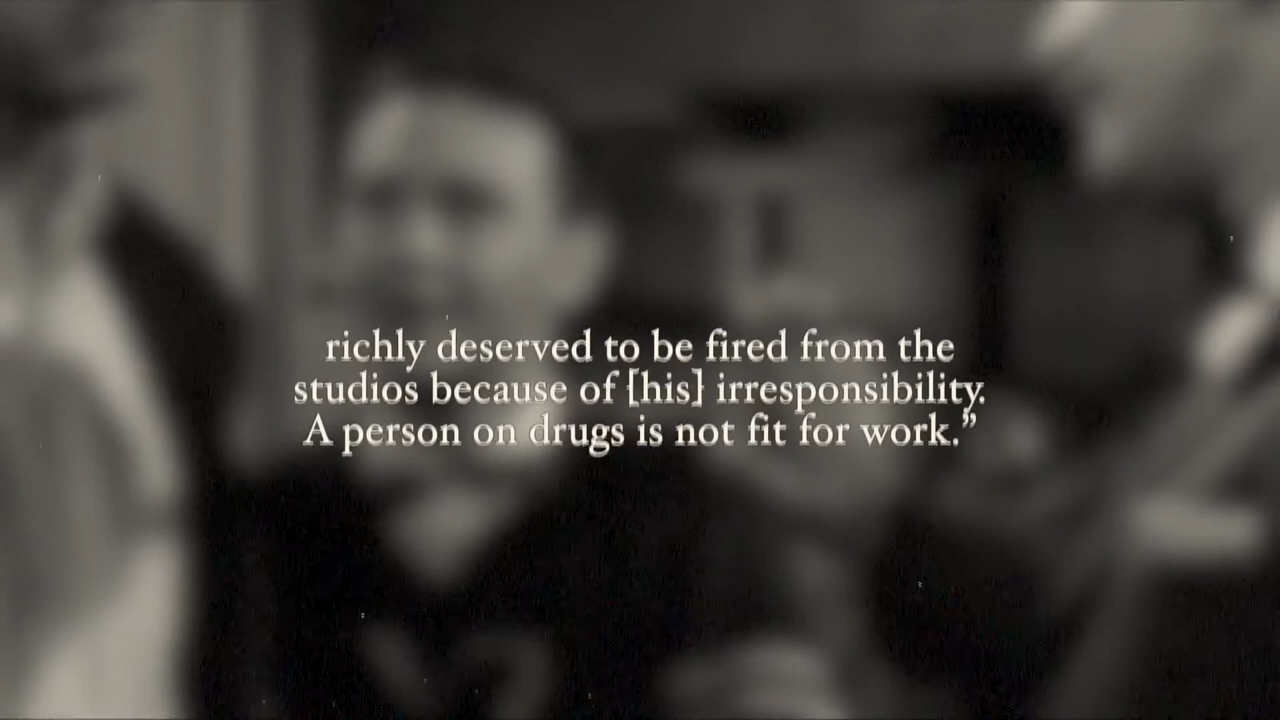 richly deserved to be fired from the
studios because of [his] irresponsibility.
A person on drugs is not fit for work.”